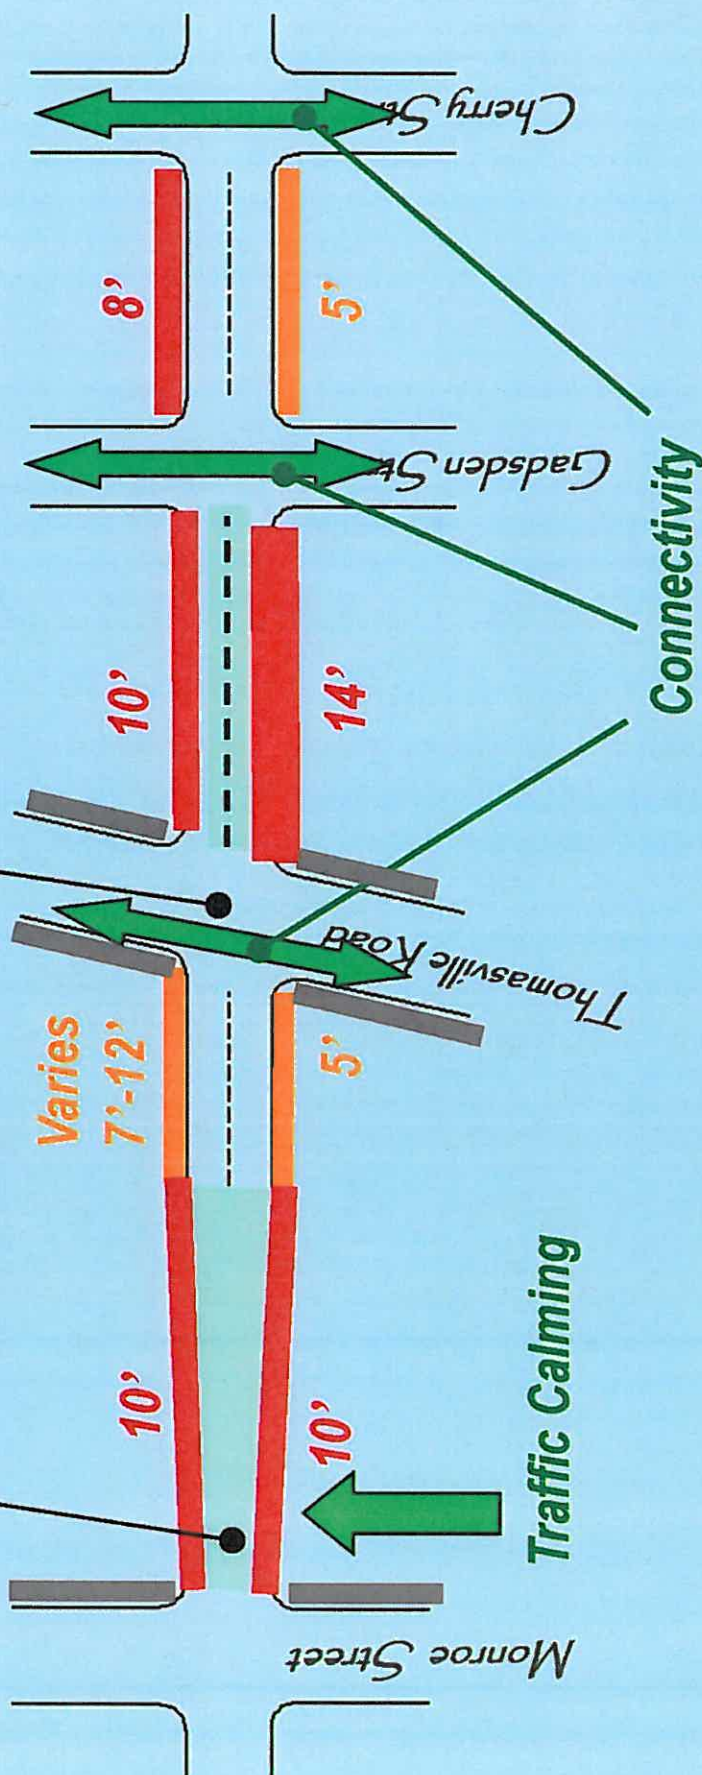 Cherry St
8'
5'
Gadsden St
10'
14'
Connectivity
Thomasville Road
Varies
7'-12'
5'
10'
10'
Traffic Calming
Monroe Street